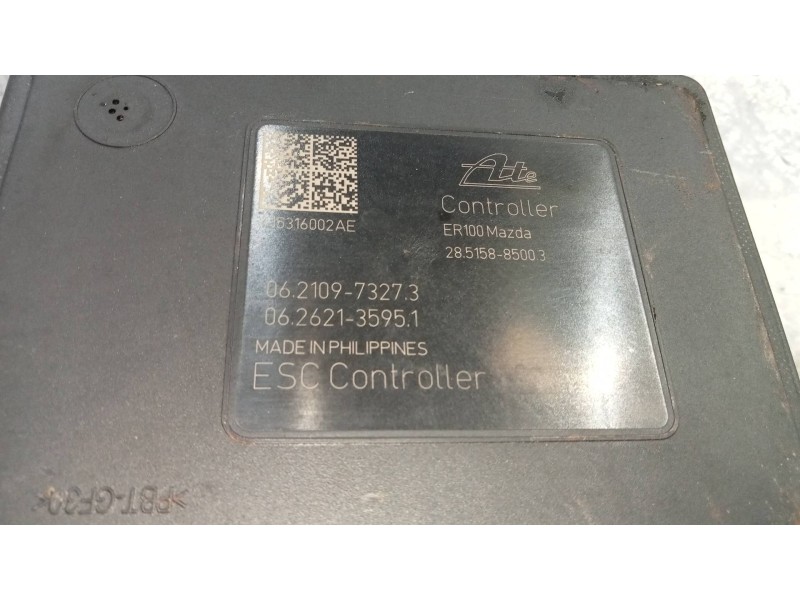 Ate
Controller
ER100 Mazda
28.5158-8500.3
5316002AE
06.2109-7327.3
06.2621-3595.1
MADE IN PHILIPPINES
ESC Controller
>PBT-GF30<